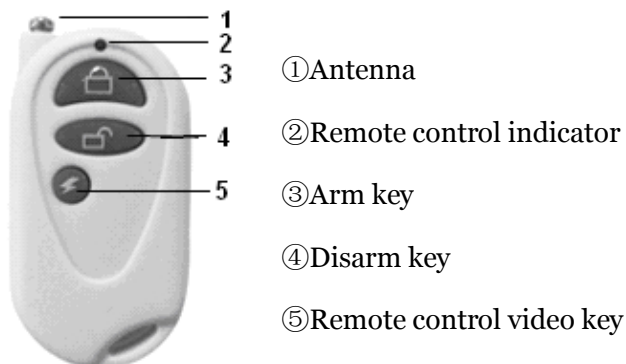 1
2
3
4
5
①Antenna
②Remote control indicator
③Arm key
④Disarm key
⑤Remote control video key